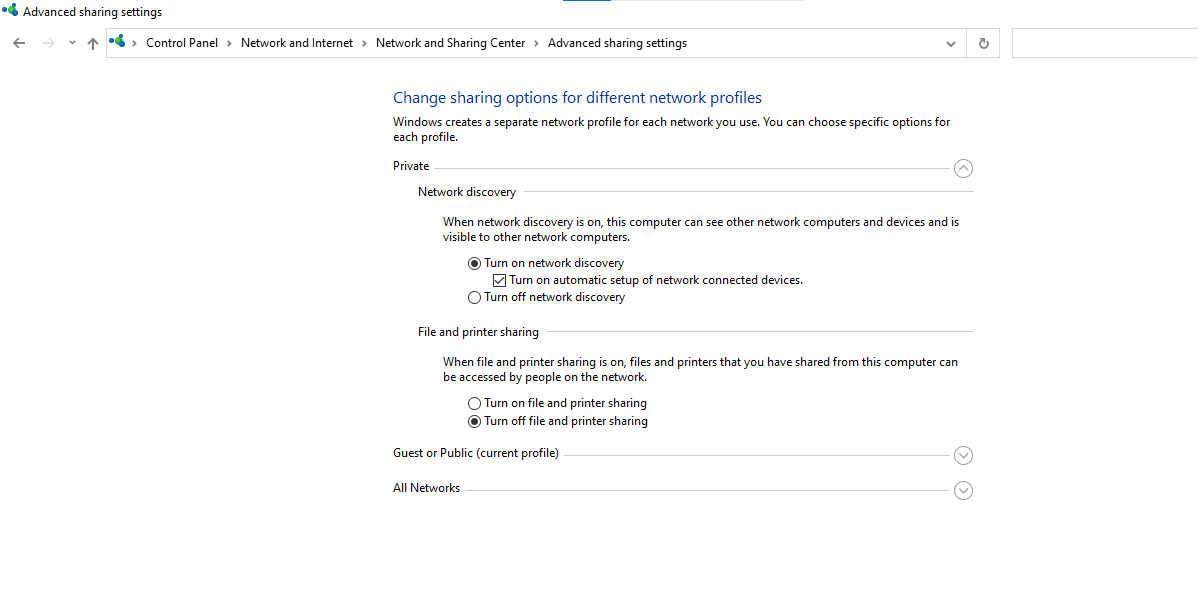 Advanced sharing settings
Control Panel > Network and Internet > Network and Sharing Center > Advanced sharing settings
Change sharing options for different network profiles
Windows creates a separate network profile for each network you use. You can choose specific options for
each profile.
Private
Network discovery
When network discovery is on, this computer can see other network computers and devices and is
visible to other network computers.
Turn on network discovery
Turn on automatic setup of network connected devices.
Turn off network discovery
File and printer sharing
When file and printer sharing is on, files and printers that you have shared from this computer can
be accessed by people on the network.
Turn on file and printer sharing
Turn off file and printer sharing
Guest or Public (current profile)
All Networks